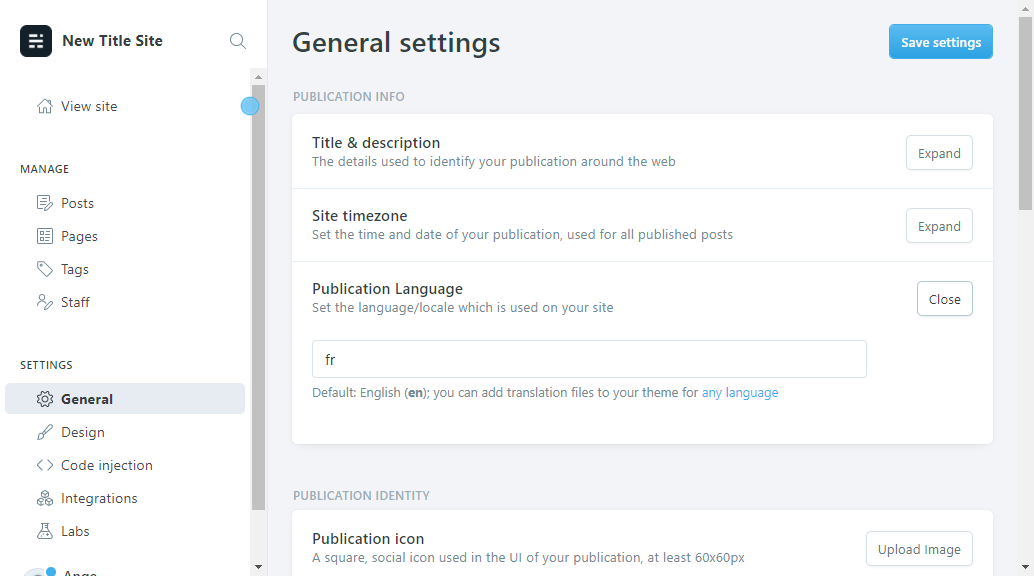 New Title Site
View site
MANAGE
Posts
Pages
Tags
Staff
SETTINGS
General
Design
Code injection
Integrations
Labs
General settings
Save settings
PUBLICATION INFO
Title & description
The details used to identify your publication around the web
Expand
Site timezone
Set the time and date of your publication, used for all published posts
Expand
Publication Language
Set the language/locale which is used on your site
Close
fr
Default: English (en); you can add translation files to your theme for any language
PUBLICATION IDENTITY
Publication icon
A square, social icon used in the UI of your publication, at least 60x60px
Upload Image